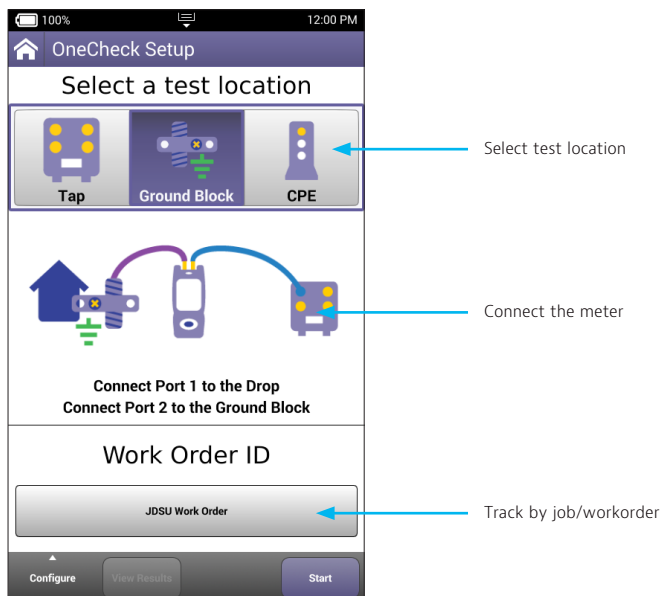 100%
12:00 PM
OneCheck Setup
Select a test location
Tap
Ground Block
CPE
Select test location
Connect the meter
Connect Port 1 to the Drop
Connect Port 2 to the Ground Block
Work Order ID
JDSU Work Order
Track by job/workorder
Configure
View Results
Start